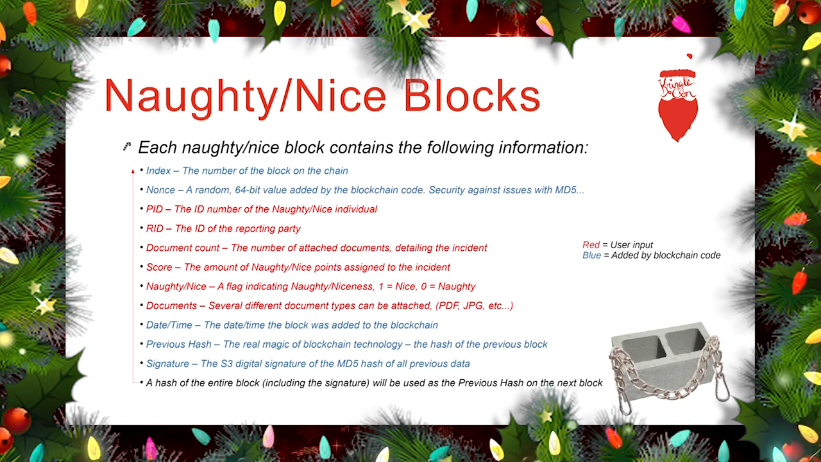 Naughty/Nice Blocks
Kringle
Con
Each naughty/nice block contains the following information:
• Index – The number of the block on the chain
• Nonce – A random, 64-bit value added by the blockchain code. Security against issues with MD5...
• PID – The ID number of the Naughty/Nice individual
• RID – The ID of the reporting party
• Document count – The number of attached documents, detailing the incident
Red = User input
Blue = Added by blockchain code
• Score – The amount of Naughty/Nice points assigned to the incident
• Naughty/Nice – A flag indicating Naughty/Niceness, 1 = Nice, 0 = Naughty
• Documents – Several different document types can be attached, (PDF, JPG, etc...)
• Date/Time – The date/time the block was added to the blockchain
• Previous Hash – The real magic of blockchain technology – the hash of the previous block
• Signature – The S3 digital signature of the MD5 hash of all previous data
• A hash of the entire block (including the signature) will be used as the Previous Hash on the next block